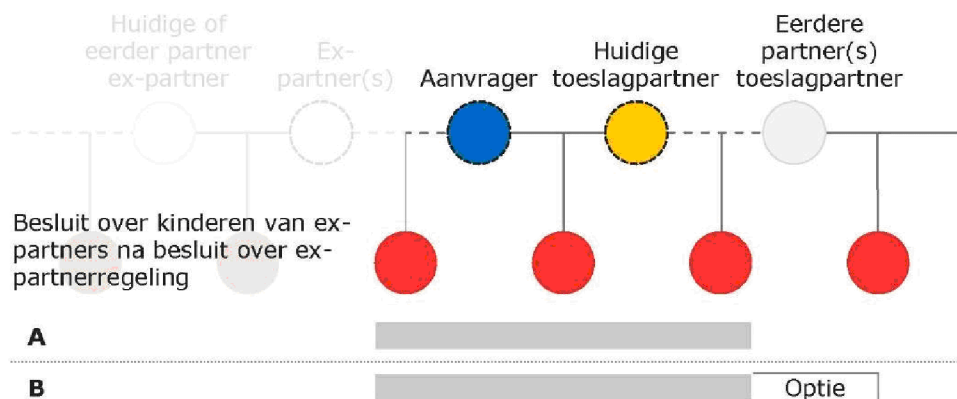 Huidige of
eerder partner
ex-partner
Ex-
partner(s)
Aanvrager
Huidige
toeslagpartner
Eerdere
partner(s)
toeslagpartner
Besluit over kinderen van ex-
partners na besluit over ex-
partnerregeling
A
B
Optie